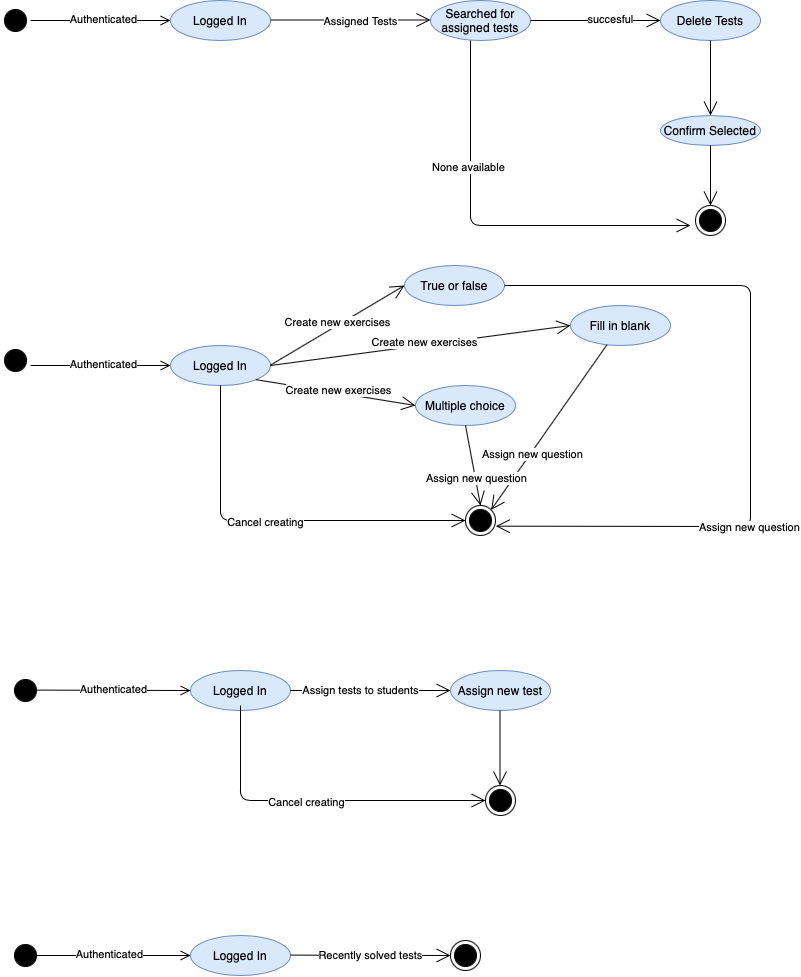 Authenticated
Logged In
Assigned Tests
Searched for
assigned tests
succesful
Delete Tests
Confirm Selected
None available
True or false
Create new exercises
Fill in blank
Create new exercises
Authenticated
Logged In
Create new exercises
Multiple choice
Assign new question
Assign new question
Cancel creating
Assign new question
Authenticated
Logged In
Assign tests to students
Assign new test
Cancel creating
Authenticated
Logged In
Recently solved tests